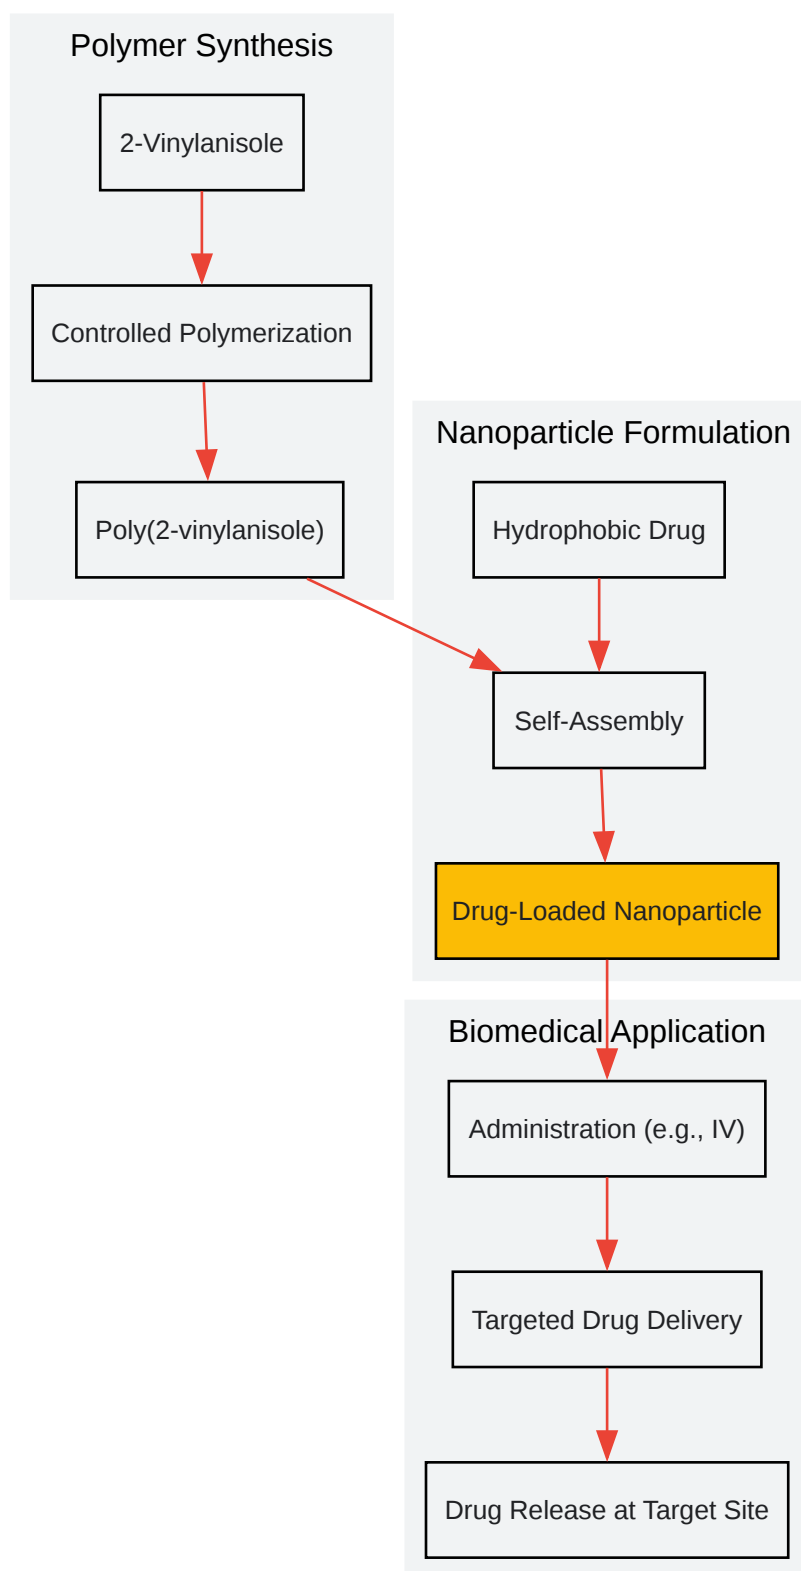 Polymer Synthesis
2-Vinylanisole
Controlled Polymerization
Poly(2-vinylanisole)
Nanoparticle Formulation
Hydrophobic Drug
Self-Assembly
Drug-Loaded Nanoparticle
Biomedical Application
Administration (e.g., IV)
Targeted Drug Delivery
Drug Release at Target Site